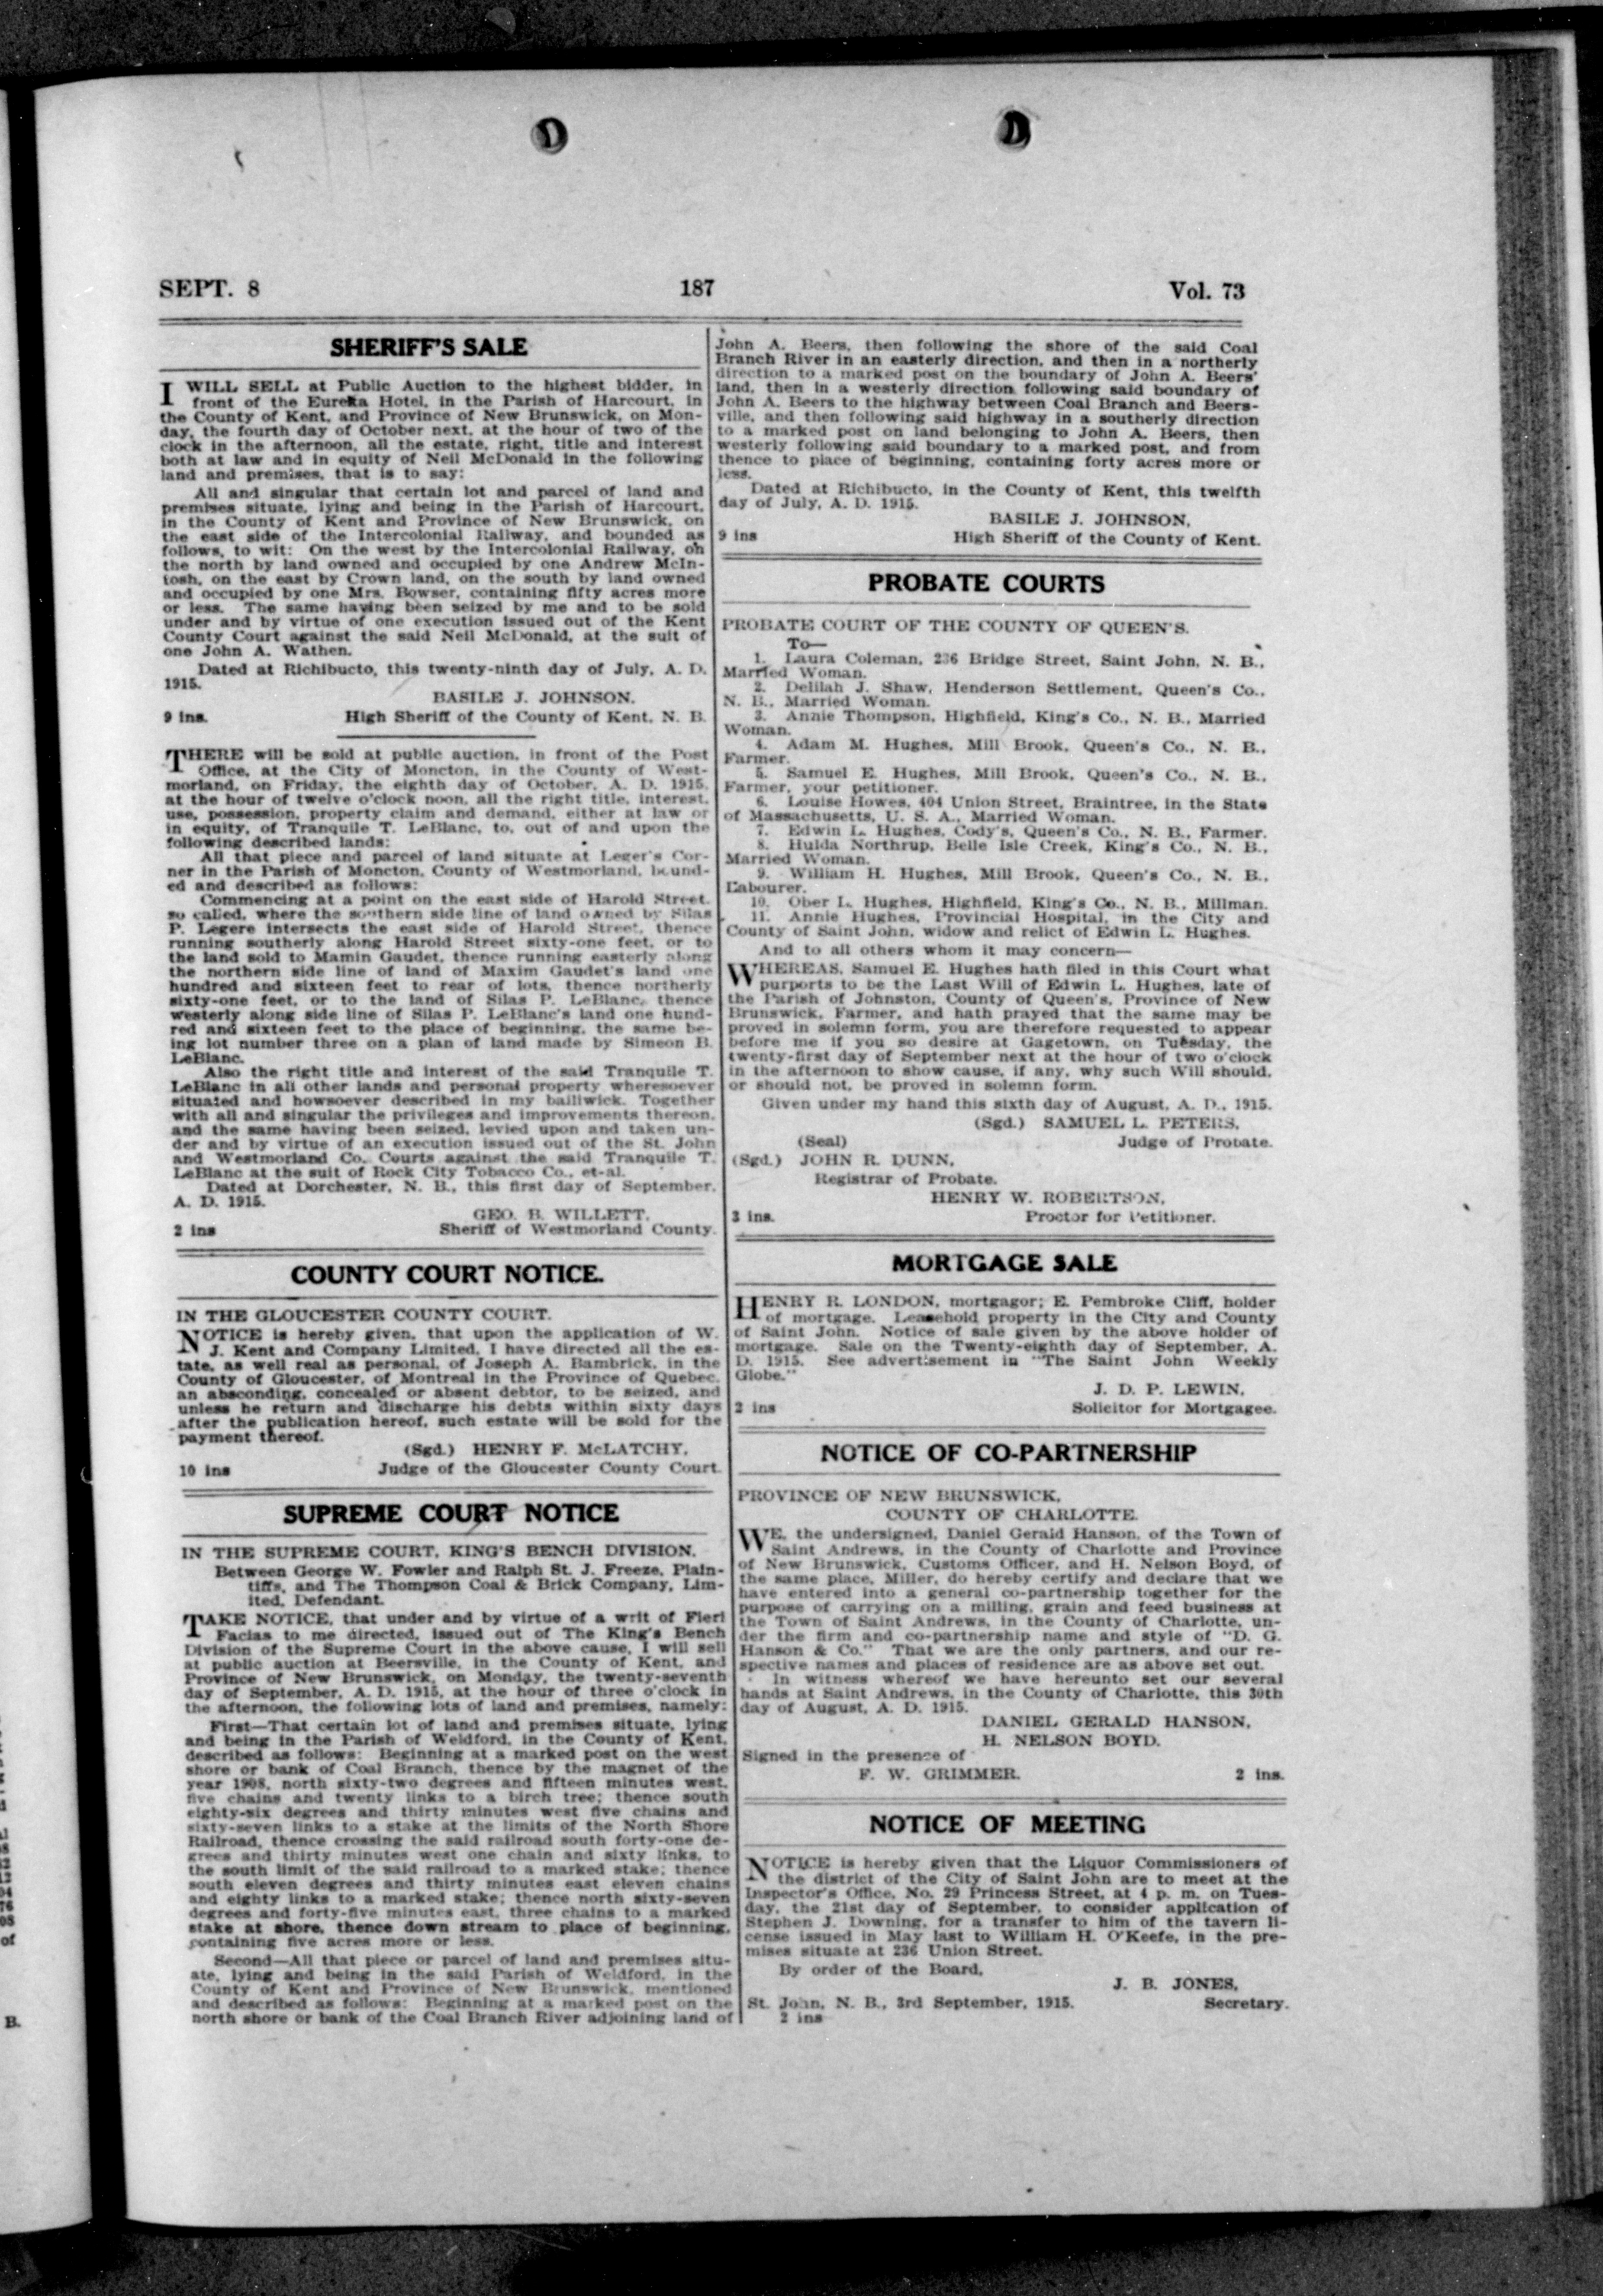 SEPT. 8 187 Vol. 73
SHERIFF'S SALE
I WILL SELL at Public Auction to the highest bidder, in
front of the Eureka Hotel, in the Parish of Harcourt, in
the County of Kent, and Province of New Brunswick, on Mon-
day, the fourth day of October next, at the hour of two of the
clock in the afternoon, all the estate, right, title and interest
both at law and in equity of Neil McDonald in the following
land and premises, that is to say:
All and singular that certain lot and parcel of land and
premises situate, lying and being in the Parish of Harcourt,
in the County of Kent and Province of New Brunswick, on
the east side of the Intercolonial Railway, and bounded as
follows, to wit: On the west by the Intercolonial Railway, on
the north by land owned and occupied by one Andrew McIn-
tosh, on the east by Crown land, on the south by land owned
and occupied by one Mrs. Bowser, containing fifty acres more
or less. The same having been seized by me and to be sold
under and by virtue of one execution issued out of the Kent
County Court against the said Neil McDonald, at the suit of
one John A. Wathen.
Dated at Richibucto, this twenty-ninth day of July, A. D.
1915.
BASILE J. JOHNSON,
9 ins. High Sheriff of the County of Kent, N. B.
THERE will be sold at public auction, in front of the Post
Office, at the City of Moncton, in the County of West-
morland, on Friday, the eighth day of October, A. D. 1915,
at the hour of twelve o'clock noon, all the right title, interest,
use, possession, property claim and demand, either at law or
in equity, of Tranquile T. LeBlanc, to, out of and upon the
following described lands:
All that piece and parcel of land situate at Leger's Cor-
ner in the Parish of Moncton, County of Westmorland, bound-
ed and described as follows:
Commencing at a point on the east side of Harold Street,
so called, where the southern side line of land owned by Silas
P. Legere intersects the east side of Harold Street, thence
running southerly along Harold Street sixty-one feet, or to
the land sold to Mamin Gaudet, thence running easterly along
the northern side line of land of Maxim Gaudet's land one
hundred and sixteen feet to rear of lots, thence northerly
sixty-one feet, or to the land of Silas P. LeBlanc, thence
westerly along side line of Silas P. LeBlanc's land one hund-
red and sixteen feet to the place of beginning, the same be-
ing lot number three on a plan of land made by Simeon B.
LeBlanc.
Also the right title and interest of the said Tranquile T.
LeBlanc in all other lands and personal property wheresoever
situated and howsoever described in my bailiwick. Together
with all and singular the privileges and improvements thereon,
and the same having been seized, levied upon and taken un-
der and by virtue of an execution issued out of the St. John
and Westmorland Co. Courts against the said Tranquile T.
LeBlanc at the suit of Rock City Tobacco Co., et-al.
Dated at Dorchester, N. B., this first day of September,
A. D. 1915.
GEO. B. WILLETT,
2 ins Sheriff of Westmorland County.
COUNTY COURT NOTICE.
IN THE GLOUCESTER COUNTY COURT.
NOTICE is hereby given, that upon the application of W.
J. Kent and Company Limited, I have directed all the es-
tate, as well real as personal, of Joseph A. Bambrick, in the
County of Gloucester, of Montreal in the Province of Quebec,
an absconding, concealed or absent debtor, to be seized, and
unless he return and discharge his debts within sixty days
after the publication hereof, such estate will be sold for the
payment thereof.
(Sgd.) HENRY F. McLATCHY,
10 ins Judge of the Gloucester County Court.
SUPREME COURT NOTICE
IN THE SUPREME COURT, KING'S BENCH DIVISION.
Between George W. Fowler and Ralph St. J. Freeze, Plain-
tiffs, and The Thompson Coal & Brick Company, Lim-
ited, Defendant.
TAKE NOTICE, that under and by virtue of a writ of Fieri
Facias to me directed, issued out of The King's Bench
Division of the Supreme Court in the above cause, I will sell
at public auction at Beersville, in the County of Kent, and
Province of New Brunswick, on Monday, the twenty-seventh
day of September, A. D. 1915, at the hour of three o'clock in
the afternoon, the following lots of land and premises, namely:
First—That certain lot of land and premises situate, lying
and being in the Parish of Weldford, in the County of Kent,
described as follows: Beginning at a marked post on the west
shore or bank of Coal Branch, thence by the magnet of the
year 1908, north sixty-two degrees and fifteen minutes west,
five chains and twenty links to a birch tree; thence south
eighty-six degrees and thirty minutes west five chains and
sixty-seven links to a stake at the limits of the North Shore
Railroad, thence crossing the said railroad south forty-one de-
grees and thirty minutes west one chain and sixty links, to
the south limit of the said railroad to a marked stake; thence
south eleven degrees and thirty minutes east eleven chains
and eighty links to a marked stake; thence north sixty-seven
degrees and forty-five minutes east, three chains to a marked
stake at shore, thence down stream to place of beginning,
containing five acres more or less.
Second—All that piece or parcel of land and premises situ-
ate, lying and being in the said Parish of Weldford, in the
County of Kent and Province of New Brunswick, mentioned
and described as follows: Beginning at a marked post on the
north shore or bank of the Coal Branch River adjoining land of
John A. Beers, then following the shore of the said Coal
Branch River in an easterly direction, and then in a northerly
direction to a marked post on the boundary of John A. Beers'
land, then in a westerly direction following said boundary of
John A. Beers to the highway between Coal Branch and Beers-
ville, and then following said highway in a southerly direction
to a marked post on land belonging to John A. Beers, then
westerly following said boundary to a marked post, and from
thence to place of beginning, containing forty acres more or
less.
Dated at Richibucto, in the County of Kent, this twelfth
day of July, A. D. 1915.
BASILE J. JOHNSON,
9 ins High Sheriff of the County of Kent.
PROBATE COURTS
PROBATE COURT OF THE COUNTY OF QUEEN'S.
To—
1. Laura Coleman, 236 Bridge Street, Saint John, N. B.,
Married Woman.
2. Delilah J. Shaw, Henderson Settlement, Queen's Co.,
N. B., Married Woman.
3. Annie Thompson, Highfield, King's Co., N. B., Married
Woman.
4. Adam M. Hughes, Mill Brook, Queen's Co., N. B.,
Farmer.
5. Samuel E. Hughes, Mill Brook, Queen's Co., N. B.,
Farmer, your petitioner.
6. Louise Howes, 404 Union Street, Braintree, in the State
of Massachusetts, U. S. A., Married Woman.
7. Edwin L. Hughes, Cody's, Queen's Co., N. B., Farmer.
8. Hulda Northrup, Belle Isle Creek, King's Co., N. B.,
Married Woman.
9. William H. Hughes, Mill Brook, Queen's Co., N. B.,
Labourer.
10. Ober L. Hughes, Highfield, King's Co., N. B., Millman.
11. Annie Hughes, Provincial Hospital, in the City and
County of Saint John, widow and relict of Edwin L. Hughes.
And to all others whom it may concern—
WHEREAS, Samuel E. Hughes hath filed in this Court what
purports to be the Last Will of Edwin L. Hughes, late of
the Parish of Johnston, County of Queen's, Province of New
Brunswick, Farmer, and hath prayed that the same may be
proved in solemn form, you are therefore requested to appear
before me if you so desire at Gagetown, on Tuesday, the
twenty-first day of September next at the hour of two o'clock
in the afternoon to show cause, if any, why such Will should,
or should not, be proved in solemn form.
Given under my hand this sixth day of August, A. D., 1915.
(Sgd.) SAMUEL L. PETERS,
(Seal) Judge of Probate.
(Sgd.) JOHN R. DUNN,
Registrar of Probate.
HENRY W. ROBERTSON,
3 ins. Proctor for Petitioner.
MORTGAGE SALE
HENRY R. LONDON, mortgagor; E. Pembroke Cliff, holder
of mortgage. Leasehold property in the City and County
of Saint John. Notice of sale given by the above holder of
mortgage. Sale on the Twenty-eighth day of September, A.
D. 1915. See advertisement in "The Saint John Weekly
Globe."
J. D. P. LEWIN,
2 ins Solicitor for Mortgagee.
NOTICE OF CO-PARTNERSHIP
PROVINCE OF NEW BRUNSWICK,
COUNTY OF CHARLOTTE.
WE, the undersigned, Daniel Gerald Hanson, of the Town of
Saint Andrews, in the County of Charlotte and Province
of New Brunswick, Customs Officer, and H. Nelson Boyd, of
the same place, Miller, do hereby certify and declare that we
have entered into a general co-partnership together for the
purpose of carrying on a milling, grain and feed business at
the Town of Saint Andrews, in the County of Charlotte, un-
der the firm and co-partnership name and style of "D. G.
Hanson & Co." That we are the only partners, and our re-
spective names and places of residence are as above set out.
In witness whereof we have hereunto set our several
hands at Saint Andrews, in the County of Charlotte, this 30th
day of August, A. D. 1915.
DANIEL GERALD HANSON,
H. NELSON BOYD.
Signed in the presence of
F. W. GRIMMER. 2 ins.
NOTICE OF MEETING
NOTICE is hereby given that the Liquor Commissioners of
the district of the City of Saint John are to meet at the
Inspector's Office, No. 29 Princess Street, at 4 p. m. on Tues-
day, the 21st day of September, to consider application of
Stephen J. Downing, for a transfer to him of the tavern li-
cense issued in May last to William H. O'Keefe, in the pre-
mises situate at 236 Union Street.
By order of the Board,
J. B. JONES,
St. John, N. B., 3rd September, 1915. Secretary.
2 ins